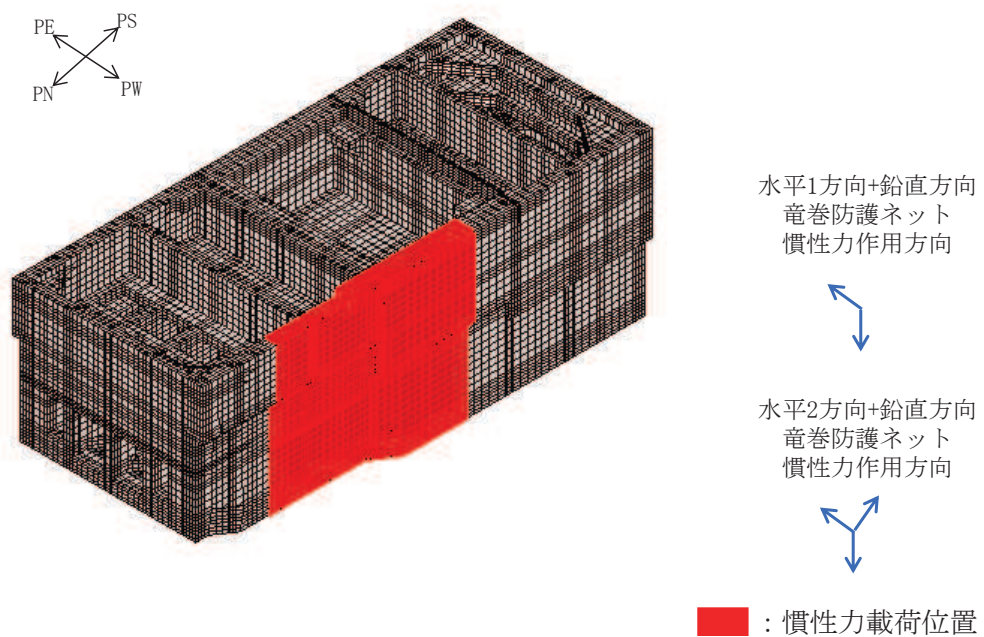 PE
PS
PN
PW
水平1方向+鉛直方向
竜巻防護ネット
慣性力作用方向
水平2方向+鉛直方向
竜巻防護ネット
慣性力作用方向
：慣性力載荷位置